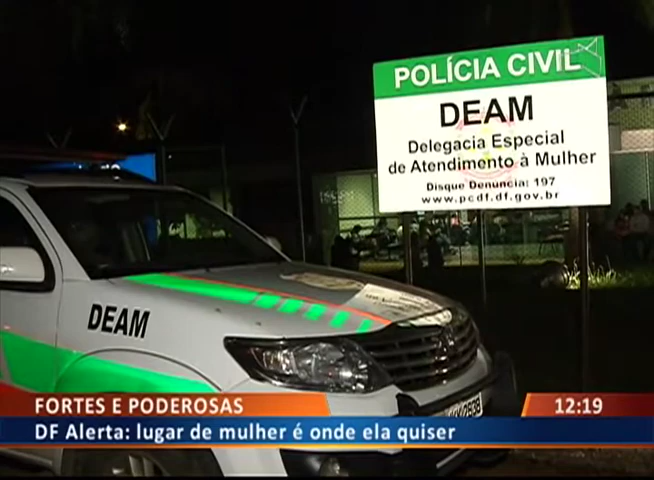 POLÍCIA CIVIL
DEAM
Delegacia Especial
de Atendimento à Mulher
Disque Denúncia: 197
www.pcdf.df.gov.br
DEAM
FORTES E PODEROSAS
12:19
DF Alerta: lugar de mulher é onde ela quiser